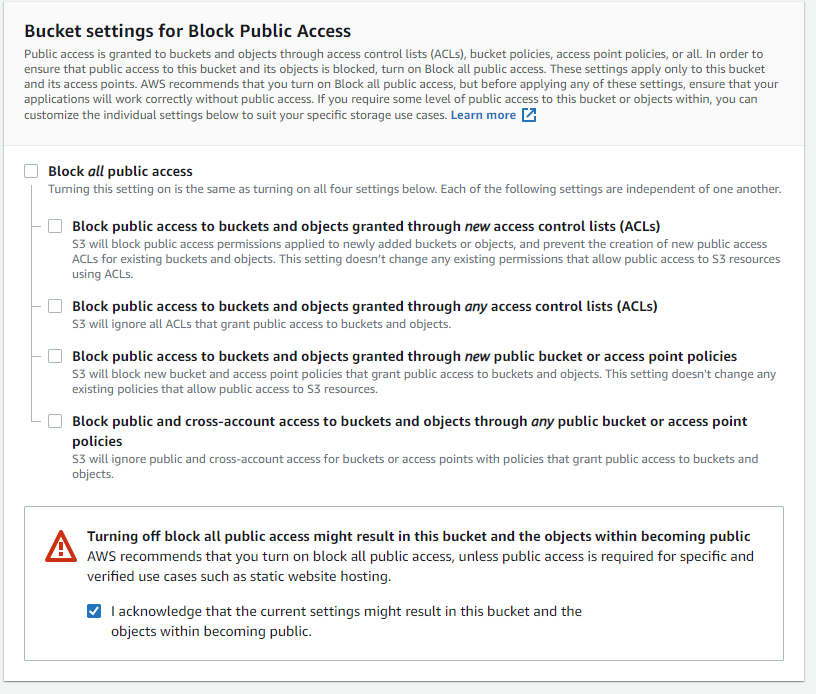 Bucket settings for Block Public Access
Public access is granted to buckets and objects through access control lists (ACLs), bucket policies, access point policies, or all. In order to
ensure that public access to this bucket and its objects is blocked, turn on Block all public access. These settings apply only to this bucket
and its access points. AWS recommends that you turn on Block all public access, but before applying any of these settings, ensure that your
applications will work correctly without public access. If you require some level of public access to this bucket or objects within, you can
customize the individual settings below to suit your specific storage use cases. Learn more
Block all public access
Turning this setting on is the same as turning on all four settings below. Each of the following settings are independent of one another.
Block public access to buckets and objects granted through new access control lists (ACLs)
S3 will block public access permissions applied to newly added buckets or objects, and prevent the creation of new public access
ACLs for existing buckets and objects. This setting doesn't change any existing permissions that allow public access to S3 resources
using ACLs.
Block public access to buckets and objects granted through any access control lists (ACLs)
S3 will ignore all ACLs that grant public access to buckets and objects.
Block public access to buckets and objects granted through new public bucket or access point policies
S3 will block new bucket and access point policies that grant public access to buckets and objects. This setting doesn't change any
existing policies that allow public access to S3 resources.
Block public and cross-account access to buckets and objects through any public bucket or access point
policies
S3 will ignore public and cross-account access for buckets or access points with policies that grant public access to buckets and
objects.
Turning off block all public access might result in this bucket and the objects within becoming public
AWS recommends that you turn on block all public access, unless public access is required for specific and
verified use cases such as static website hosting.
I acknowledge that the current settings might result in this bucket and the
objects within becoming public.